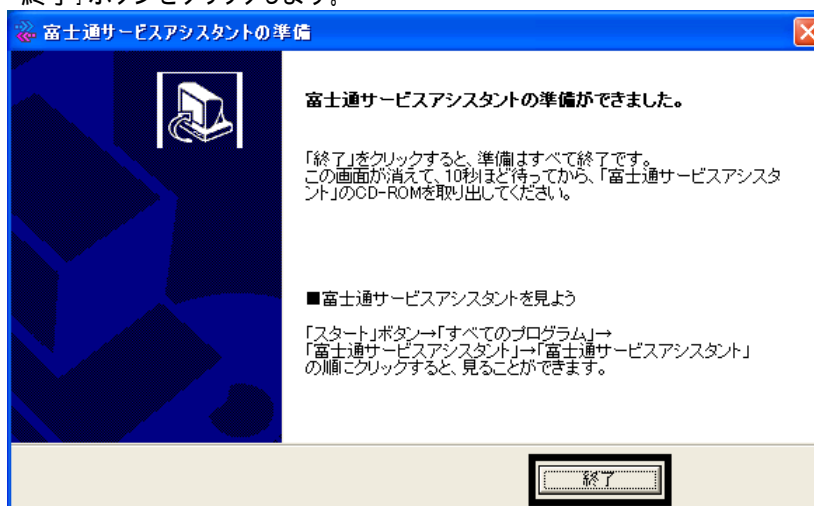 終了」ボタンをクリックします。
富士通サービスアシスタントの準備
富士通サービスアシスタントの準備ができました。
「終了」をクリックすると、準備はすべて終了です。
この画面が消えて、10秒ほど待ってから、「富士通サービスアシスタ
ント」のCD-ROMを取り出してください。
■富士通サービスアシスタントを見よう
「スタート」ボタン→「すべてのプログラム」→
「富士通サービスアシスタント」→「富士通サービスアシスタント」
の順にクリックすると、見ることができます。
終了